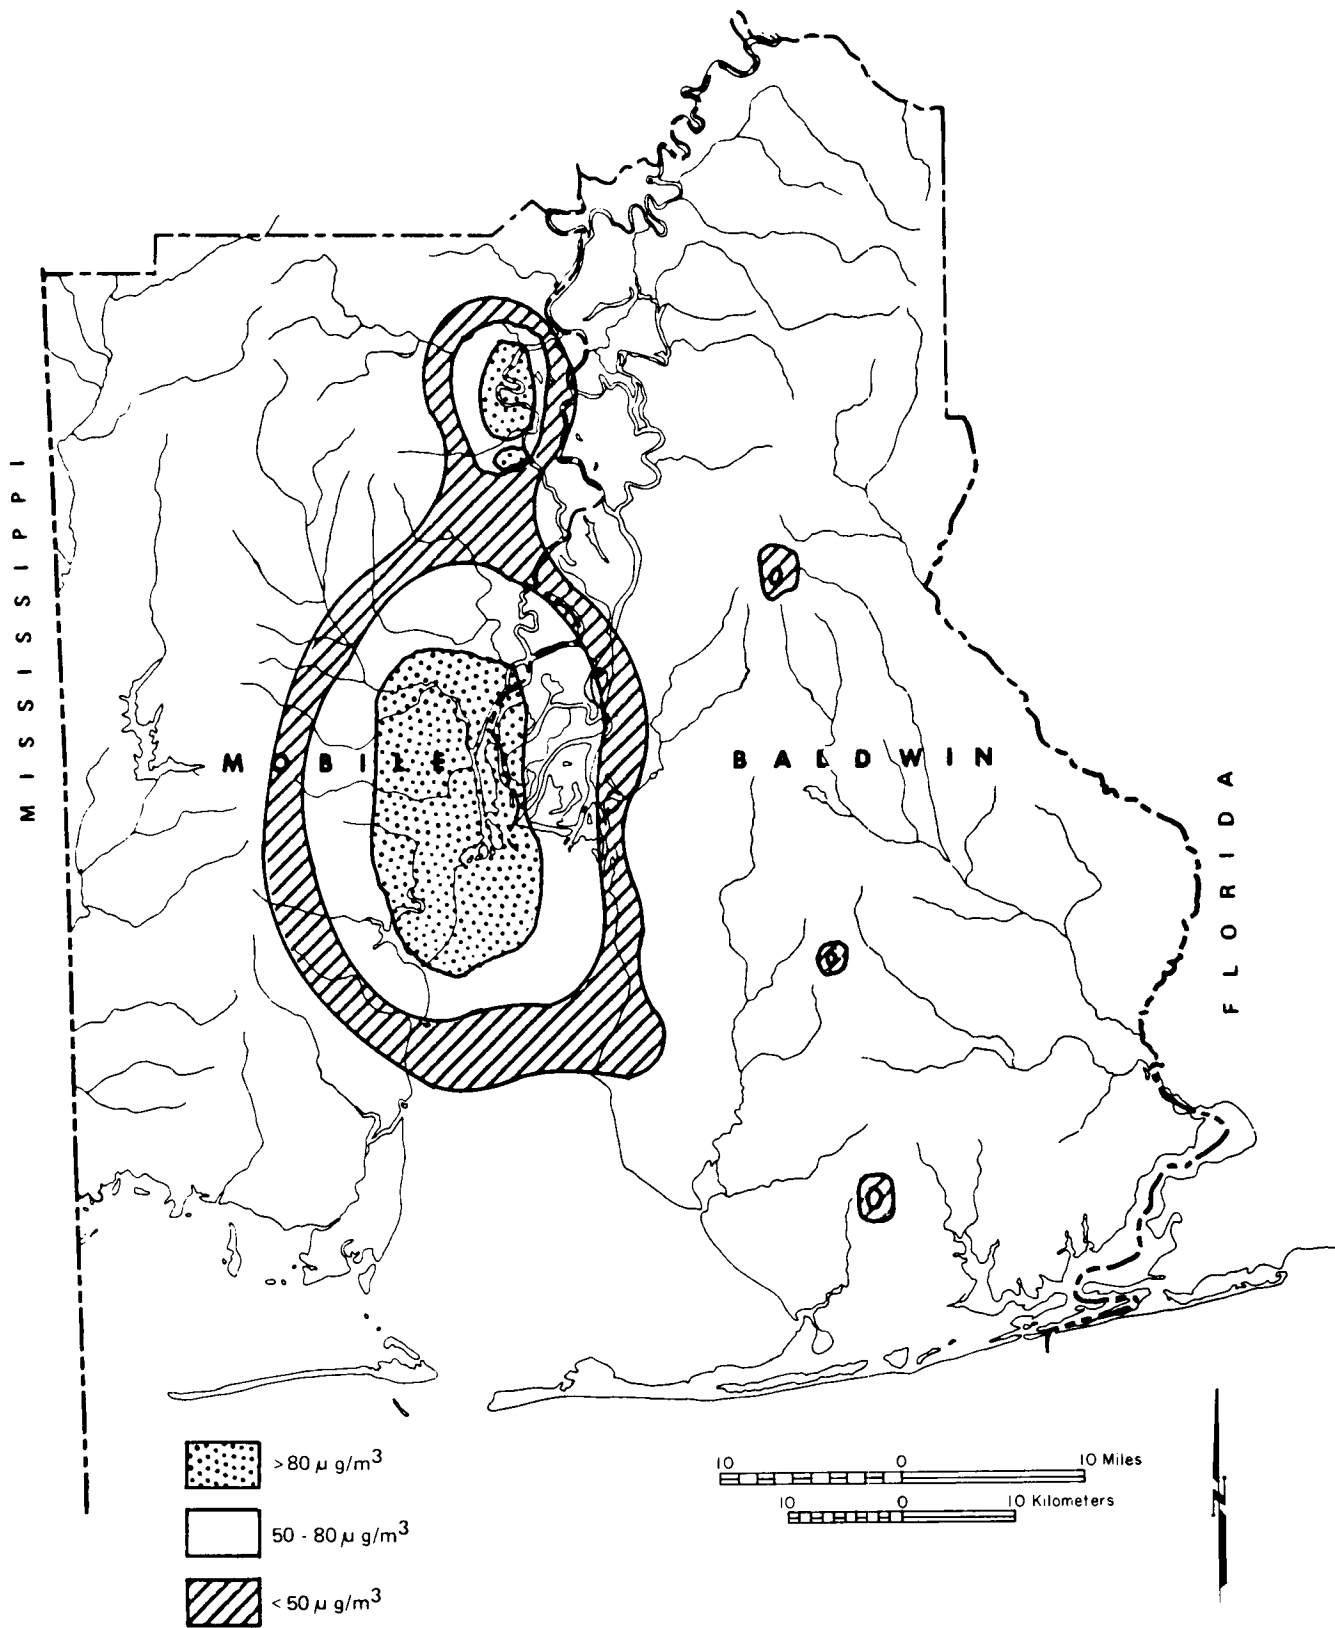 MISSISSIPPI
MOBILE
BALDWIN
FLORIDA
>80 µ g/m³
50 - 80 µ g/m³
< 50 µ g/m³
10 0 10 Miles
10 0 10 Kilometers
N